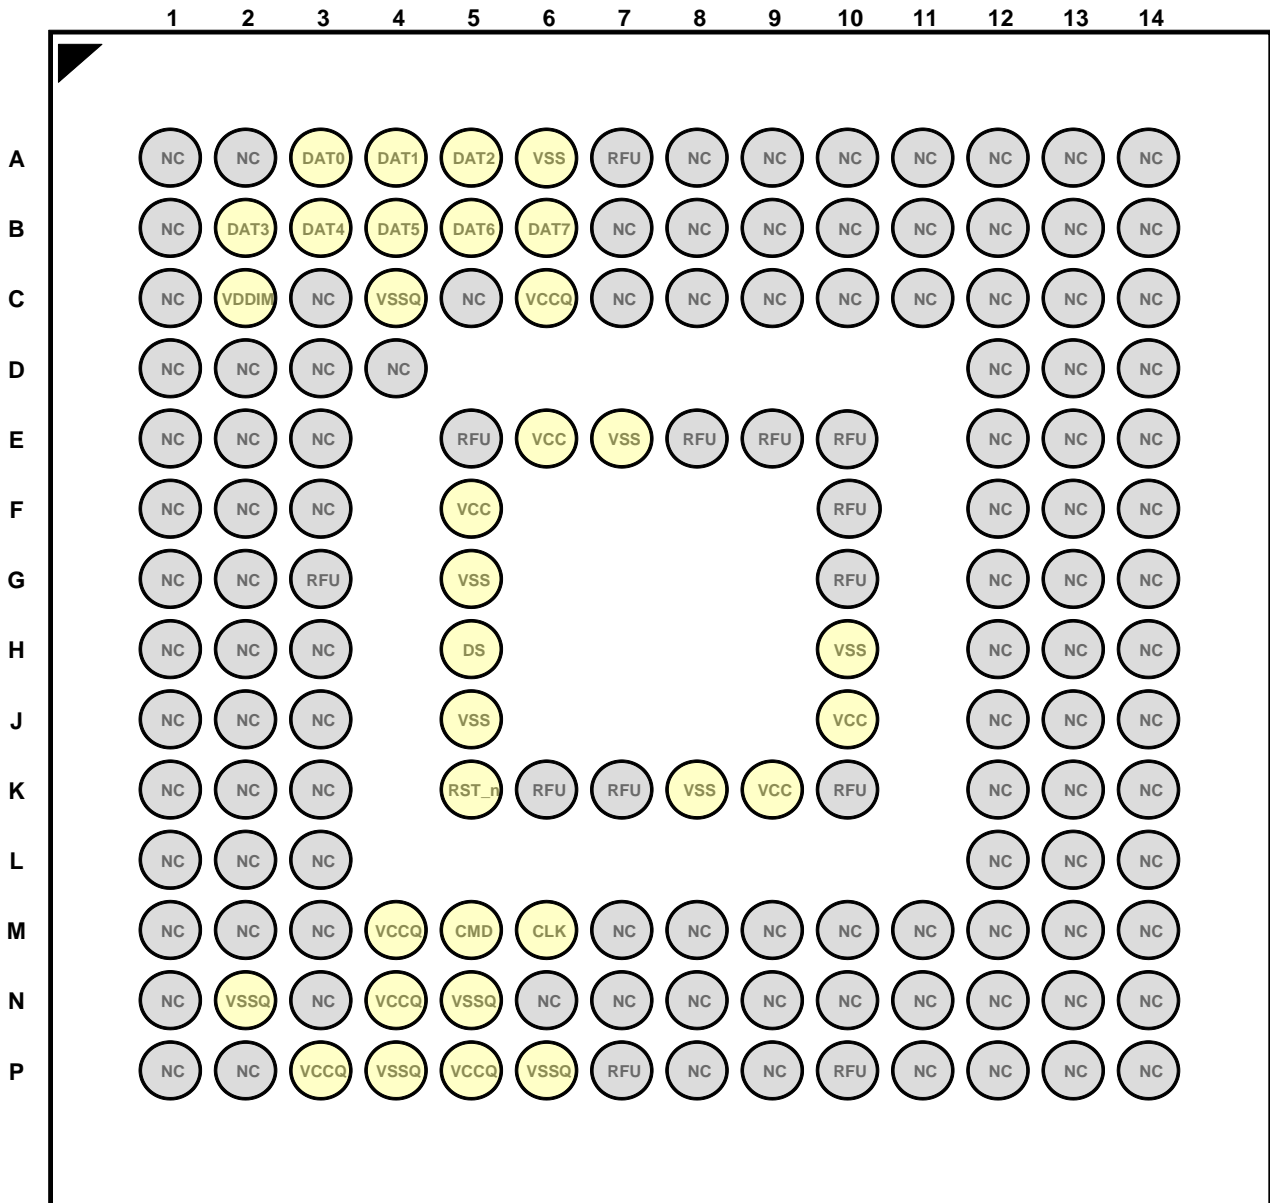 1 2 3 4 5 6 7 8 9 10 11 12 13 14
A NC NC DAT0 DAT1 DAT2 VSS RFU NC NC NC NC NC NC NC
B NC DAT3 DAT4 DAT5 DAT6 DAT7 NC NC NC NC NC NC NC NC
C NC VDDIM NC VSSQ NC VCCQ NC NC NC NC NC NC NC NC
D NC NC NC NC NC NC NC
E NC NC NC RFU VCC VSS RFU RFU RFU NC NC NC
F NC NC NC VCC RFU NC NC NC
G NC NC RFU VSS RFU NC NC NC
H NC NC NC DS VSS NC NC NC
J NC NC NC VSS VCC NC NC NC
K NC NC NC RST_n RFU RFU VSS VCC RFU NC NC NC
L NC NC NC NC NC NC
M NC NC NC VCCQ CMD CLK NC NC NC NC NC NC NC NC
N NC VSSQ NC VCCQ VSSQ NC NC NC NC NC NC NC NC NC
P NC NC VCCQ VSSQ VCCQ VSSQ RFU NC NC RFU NC NC NC NC